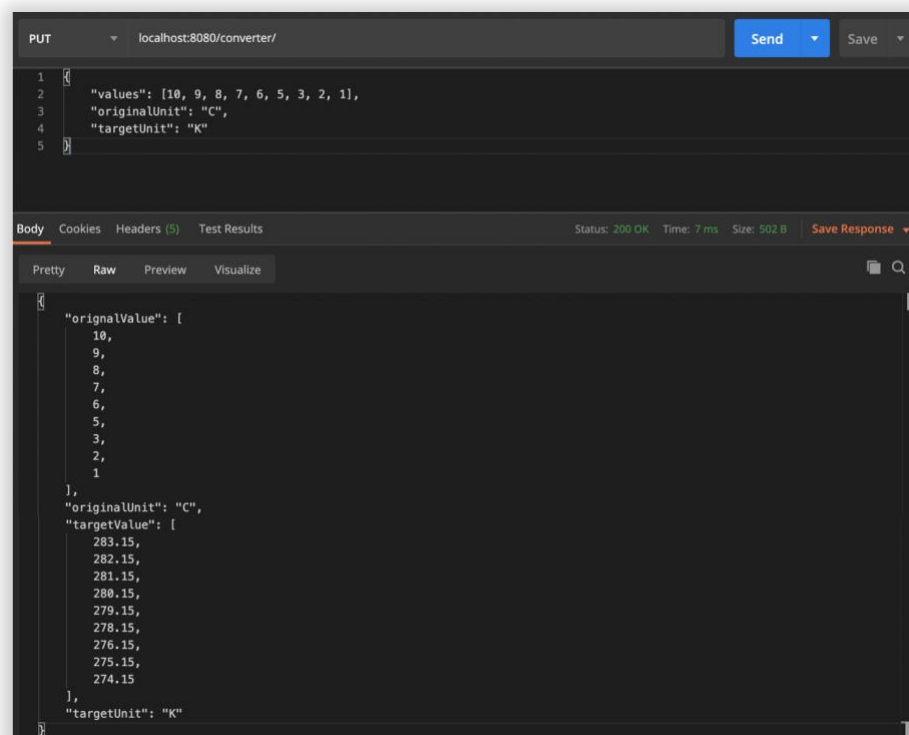 PUT localhost:8080/converter/ Send Save
1 {
2 "values": [10, 9, 8, 7, 6, 5, 3, 2, 1],
3 "originalUnit": "C",
4 "targetUnit": "K"
5 }
Body Cookies Headers (5) Test Results Status: 200 OK Time: 7 ms Size: 502 B Save Response
Pretty Raw Preview Visualize
{
"orignalValue": [
10,
9,
8,
7,
6,
5,
3,
2,
1
],
"originalUnit": "C",
"targetValue": [
283.15,
282.15,
281.15,
280.15,
279.15,
278.15,
276.15,
275.15,
274.15
],
"targetUnit": "K"
}